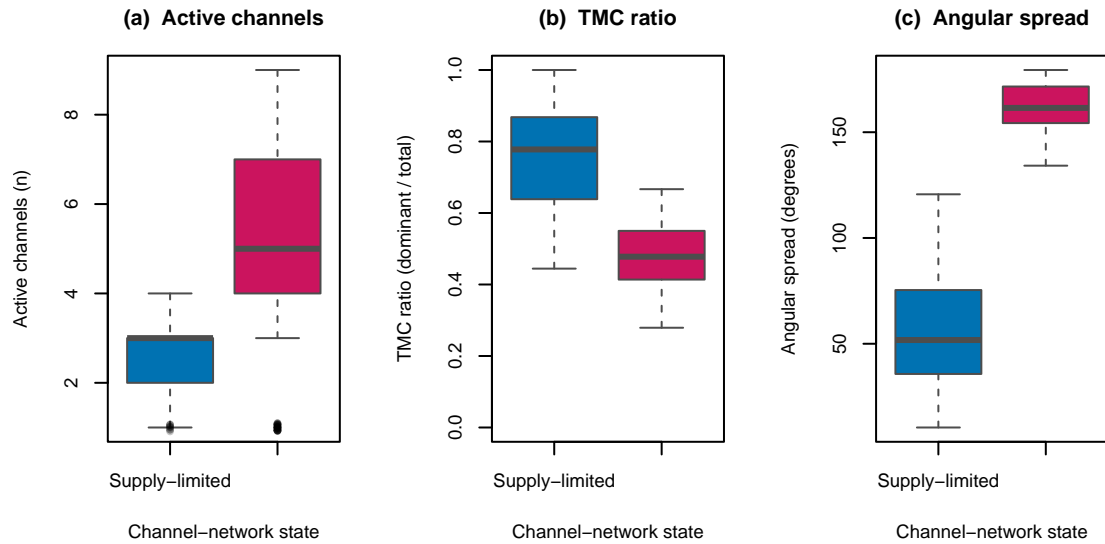 (a) Active channels
Active channels (n)
8
6
4
2
Supply−limited
Channel−network state
(b) TMC ratio
TMC ratio (dominant / total)
1.0
0.8
0.6
0.4
0.2
0.0
Supply−limited
Channel−network state
(c) Angular spread
Angular spread (degrees)
150
100
50
Supply−limited
Channel−network state